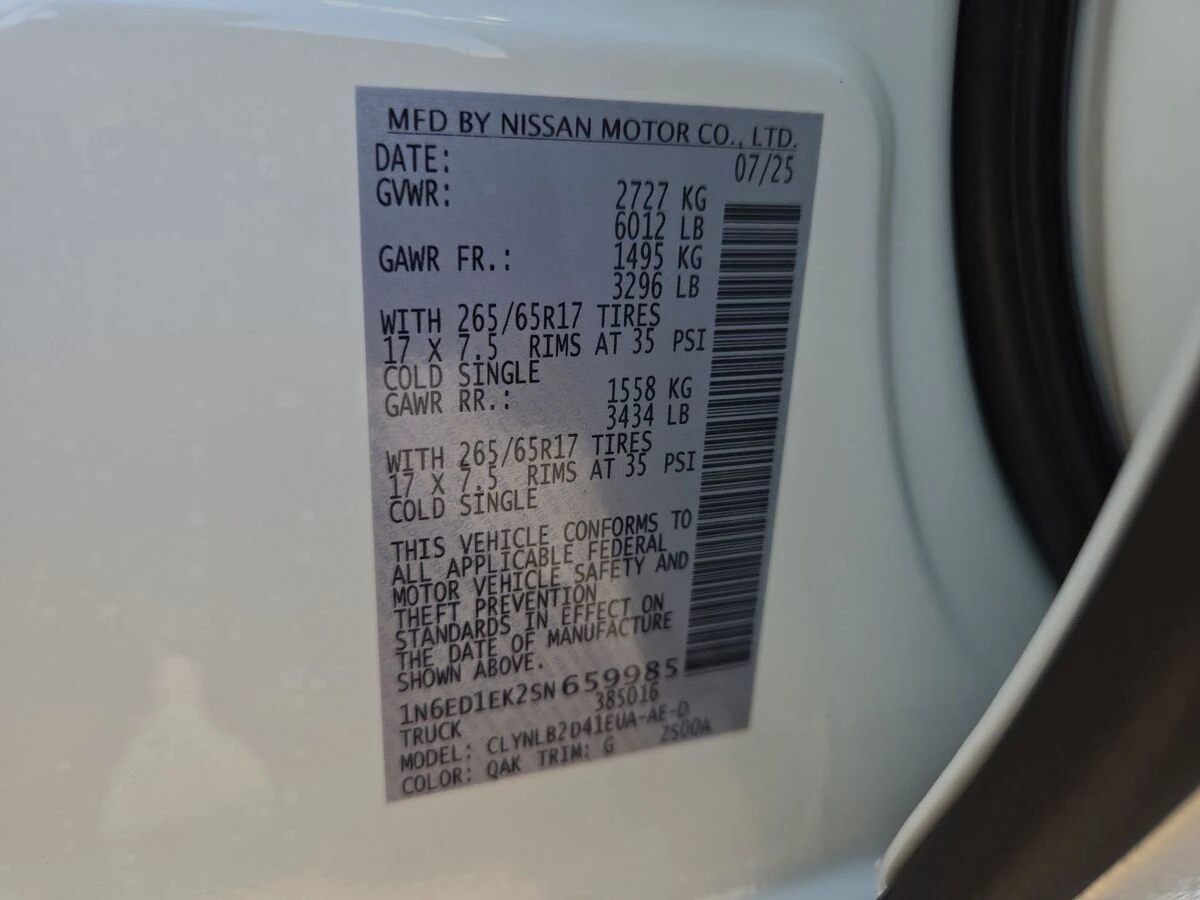 MFD BY NISSAN MOTOR CO., LTD.
DATE: 07/25
GVWR: 2727 KG
6012 LB
GAWR FR.: 1495 KG
3296 LB
WITH 265/65R17 TIRES
17 X 7.5 RIMS AT 35 PSI
COLD SINGLE
GAWR RR.: 1558 KG
3434 LB
WITH 265/65R17 TIRES
17 X 7.5 RIMS AT 35 PSI
COLD SINGLE
THIS VEHICLE CONFORMS TO
ALL APPLICABLE FEDERAL
MOTOR VEHICLE SAFETY AND
THEFT PREVENTION
STANDARDS IN EFFECT ON
THE DATE OF MANUFACTURE
SHOWN ABOVE.
1N6ED1EK2SN659985
TRUCK 385016
MODEL: CLYNLB2D41EUA-AE-D
COLOR: QAK TRIM: G 2S00A